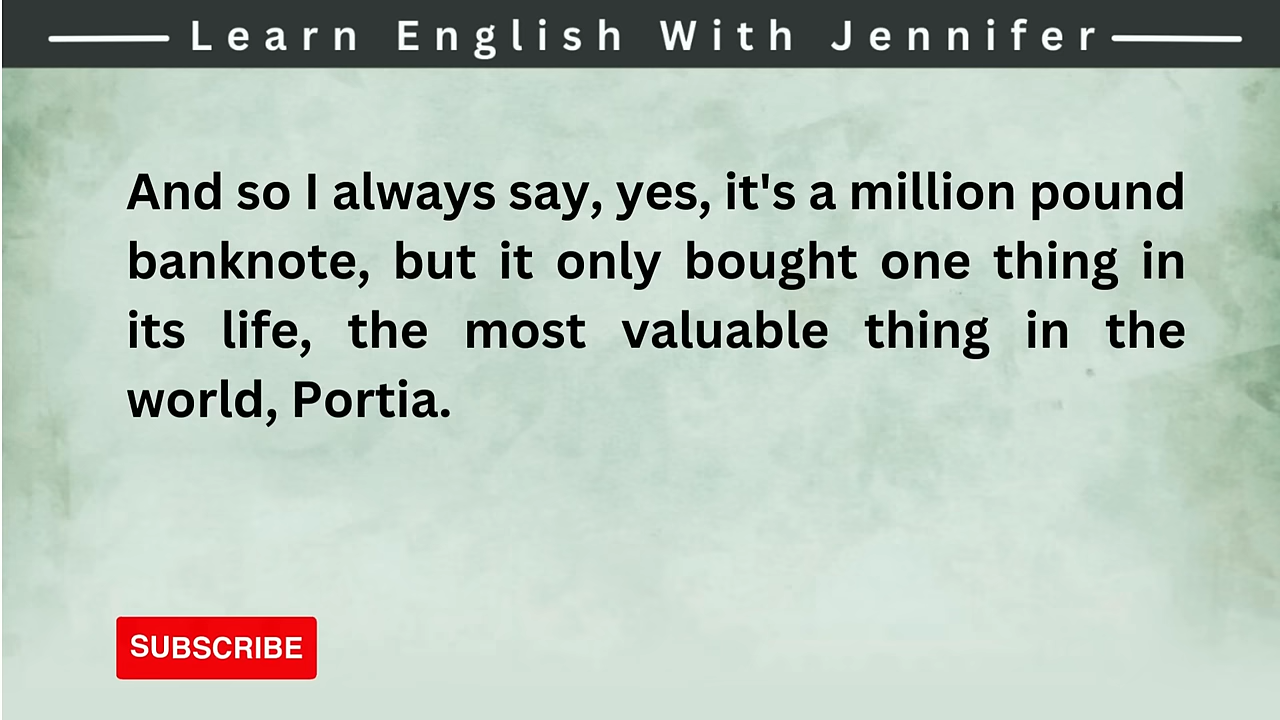 Learn English With Jennifer
And so I always say, yes, it's a million pound
banknote, but it only bought one thing in
its life, the most valuable thing in the
world, Portia.
SUBSCRIBE